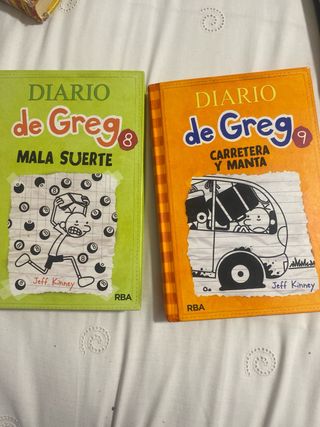 DIARIO
de Greg 8
MALA SUERTE
Jeff Kinney
RBA
DIARIO
de Greg 9
CARRETERA
Y MANTA
Jeff Kinney
RBA